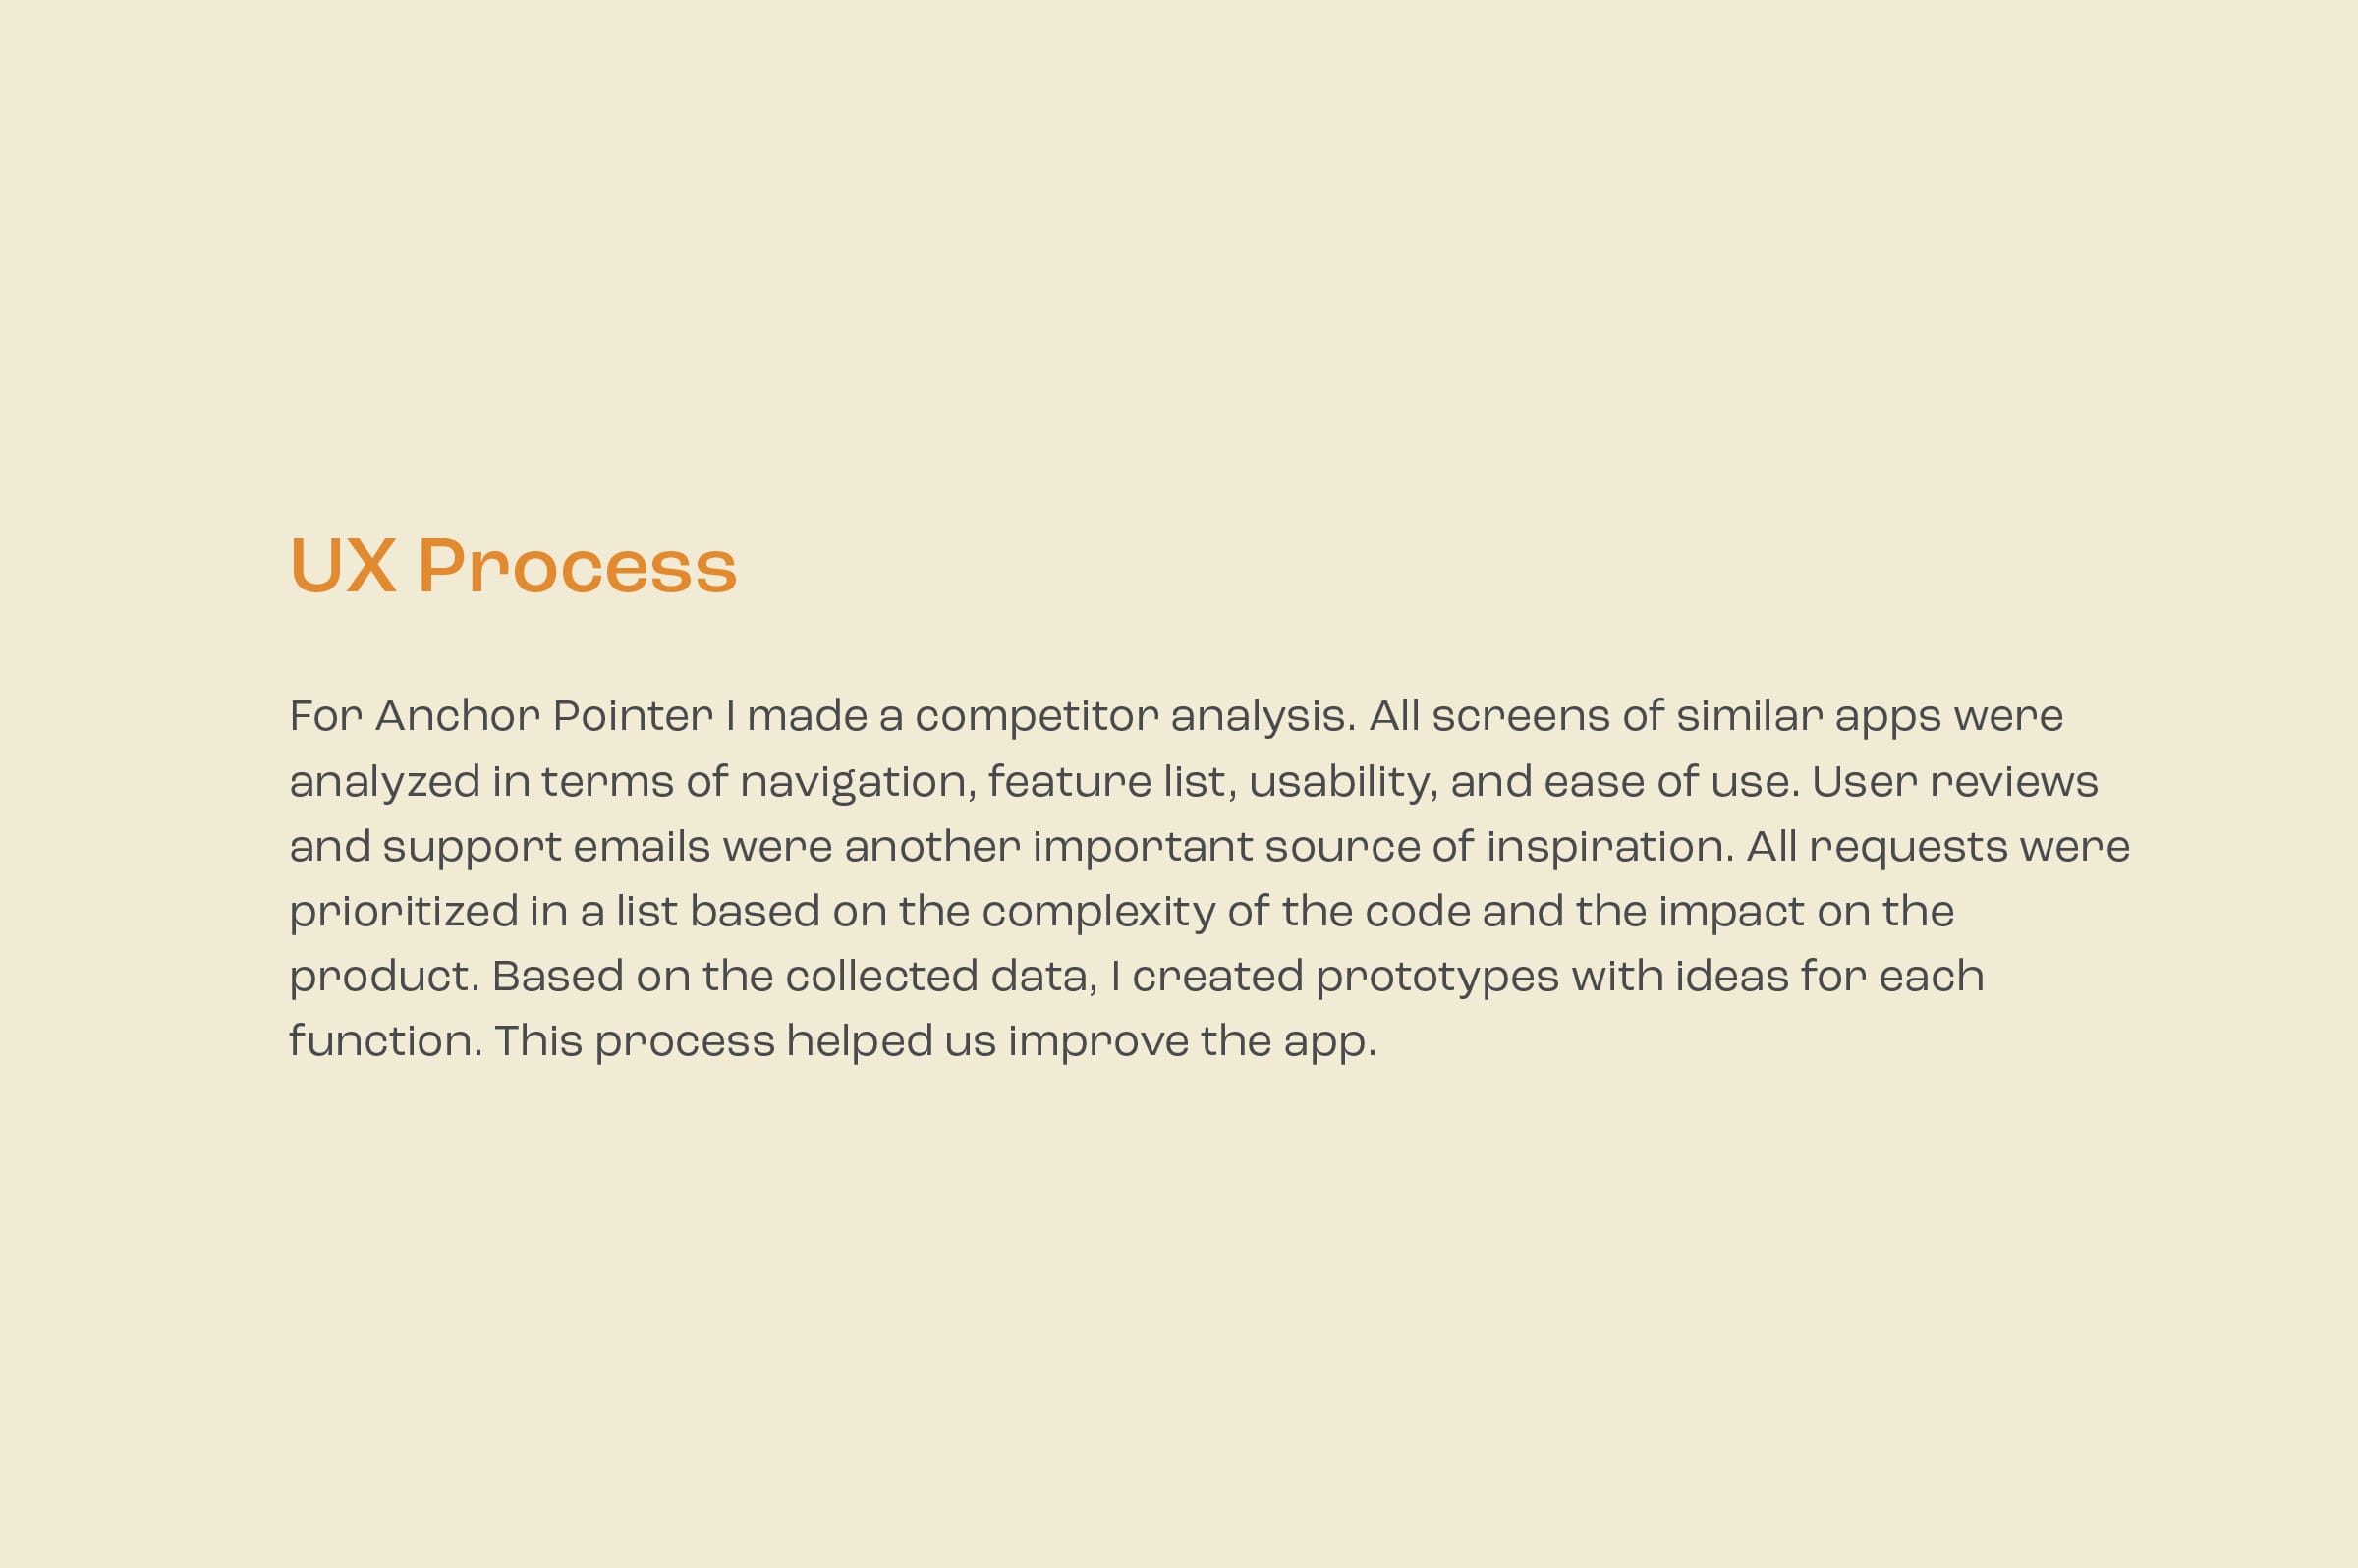 UX Process
For Anchor Pointer I made a competitor analysis. All screens of similar apps were
analyzed in terms of navigation, feature list, usability, and ease of use. User reviews
and support emails were another important source of inspiration. All requests were
prioritized in a list based on the complexity of the code and the impact on the
product. Based on the collected data, I created prototypes with ideas for each
function. This process helped us improve the app.